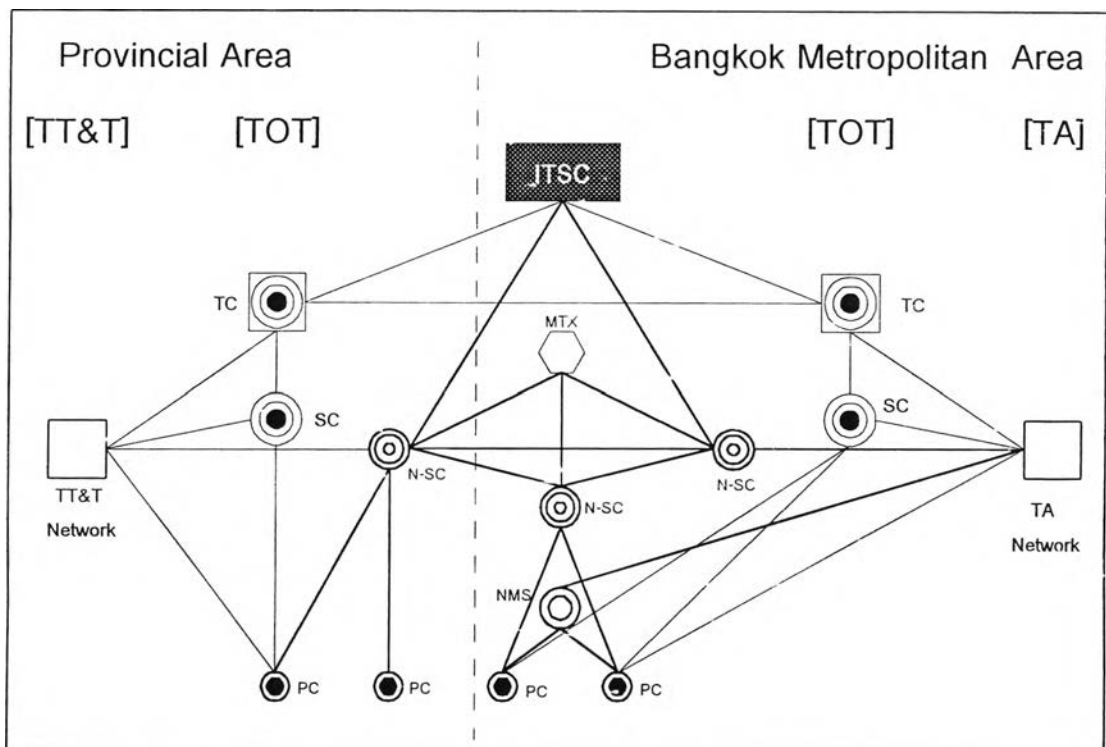 Provincial Area
Bangkok Metropolitan Area
[TT&T]
[TOT]
[TOT]
[TA]
ITSC
TC
TC
MTX
SC
SC
N-SC
N-SC
TT&T
Network
N-SC
TA
Network
NMS
PC
PC
PC
PC